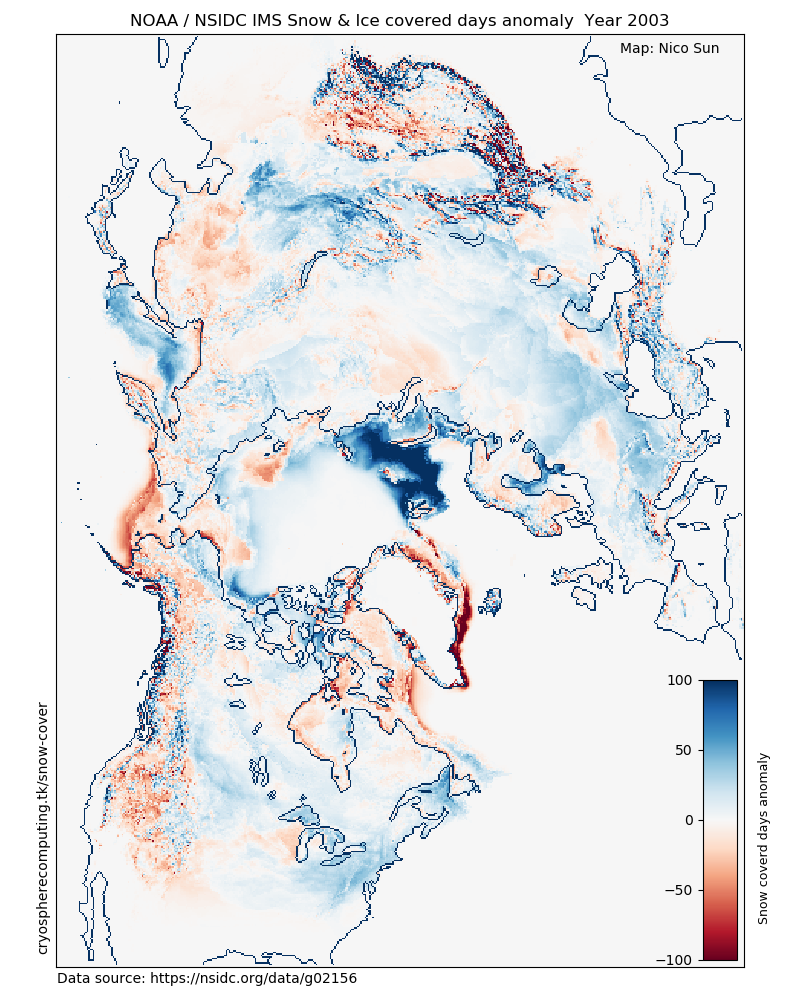 NOAA / NSIDC IMS Snow & Ice covered days anomaly  Year 2003
Map: Nico Sun
100
50
0
−50
−100
Snow coverd days anomaly
cryospherecomputing.tk/snow-cover
Data source: https://nsidc.org/data/g02156